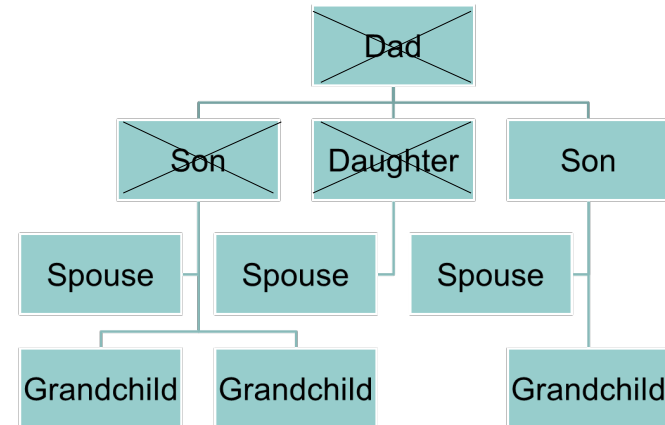 Dad
Son
Daughter
Son
Spouse
Spouse
Spouse
Grandchild
Grandchild
Grandchild